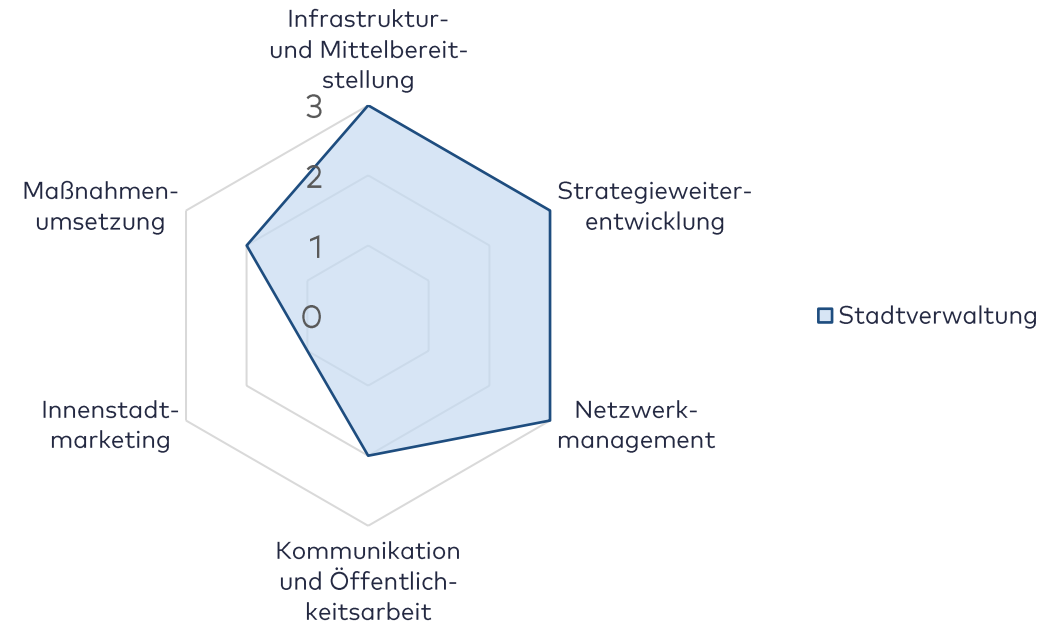 Infrastruktur-
und Mittelbereit-
stellung
3
2
1
0
Strategieweiter-
entwicklung
Netzwerk-
management
Kommunikation
und Öffentlich-
keitsarbeit
Innenstadt-
marketing
Maßnahmen-
umsetzung
Stadtverwaltung